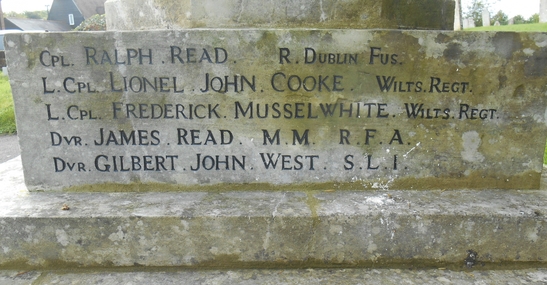 CPL. RALPH. READ. R. DUBLIN FUS.
L. CPL. LIONEL. JOHN. COOKE. WILTS. REGT.
L. CPL. FREDERICK. MUSSELWHITE. WILTS. REGT.
DVR. JAMES. READ. M. M. R. F. A.
DVR. GILBERT. JOHN. WEST. S. L. I.